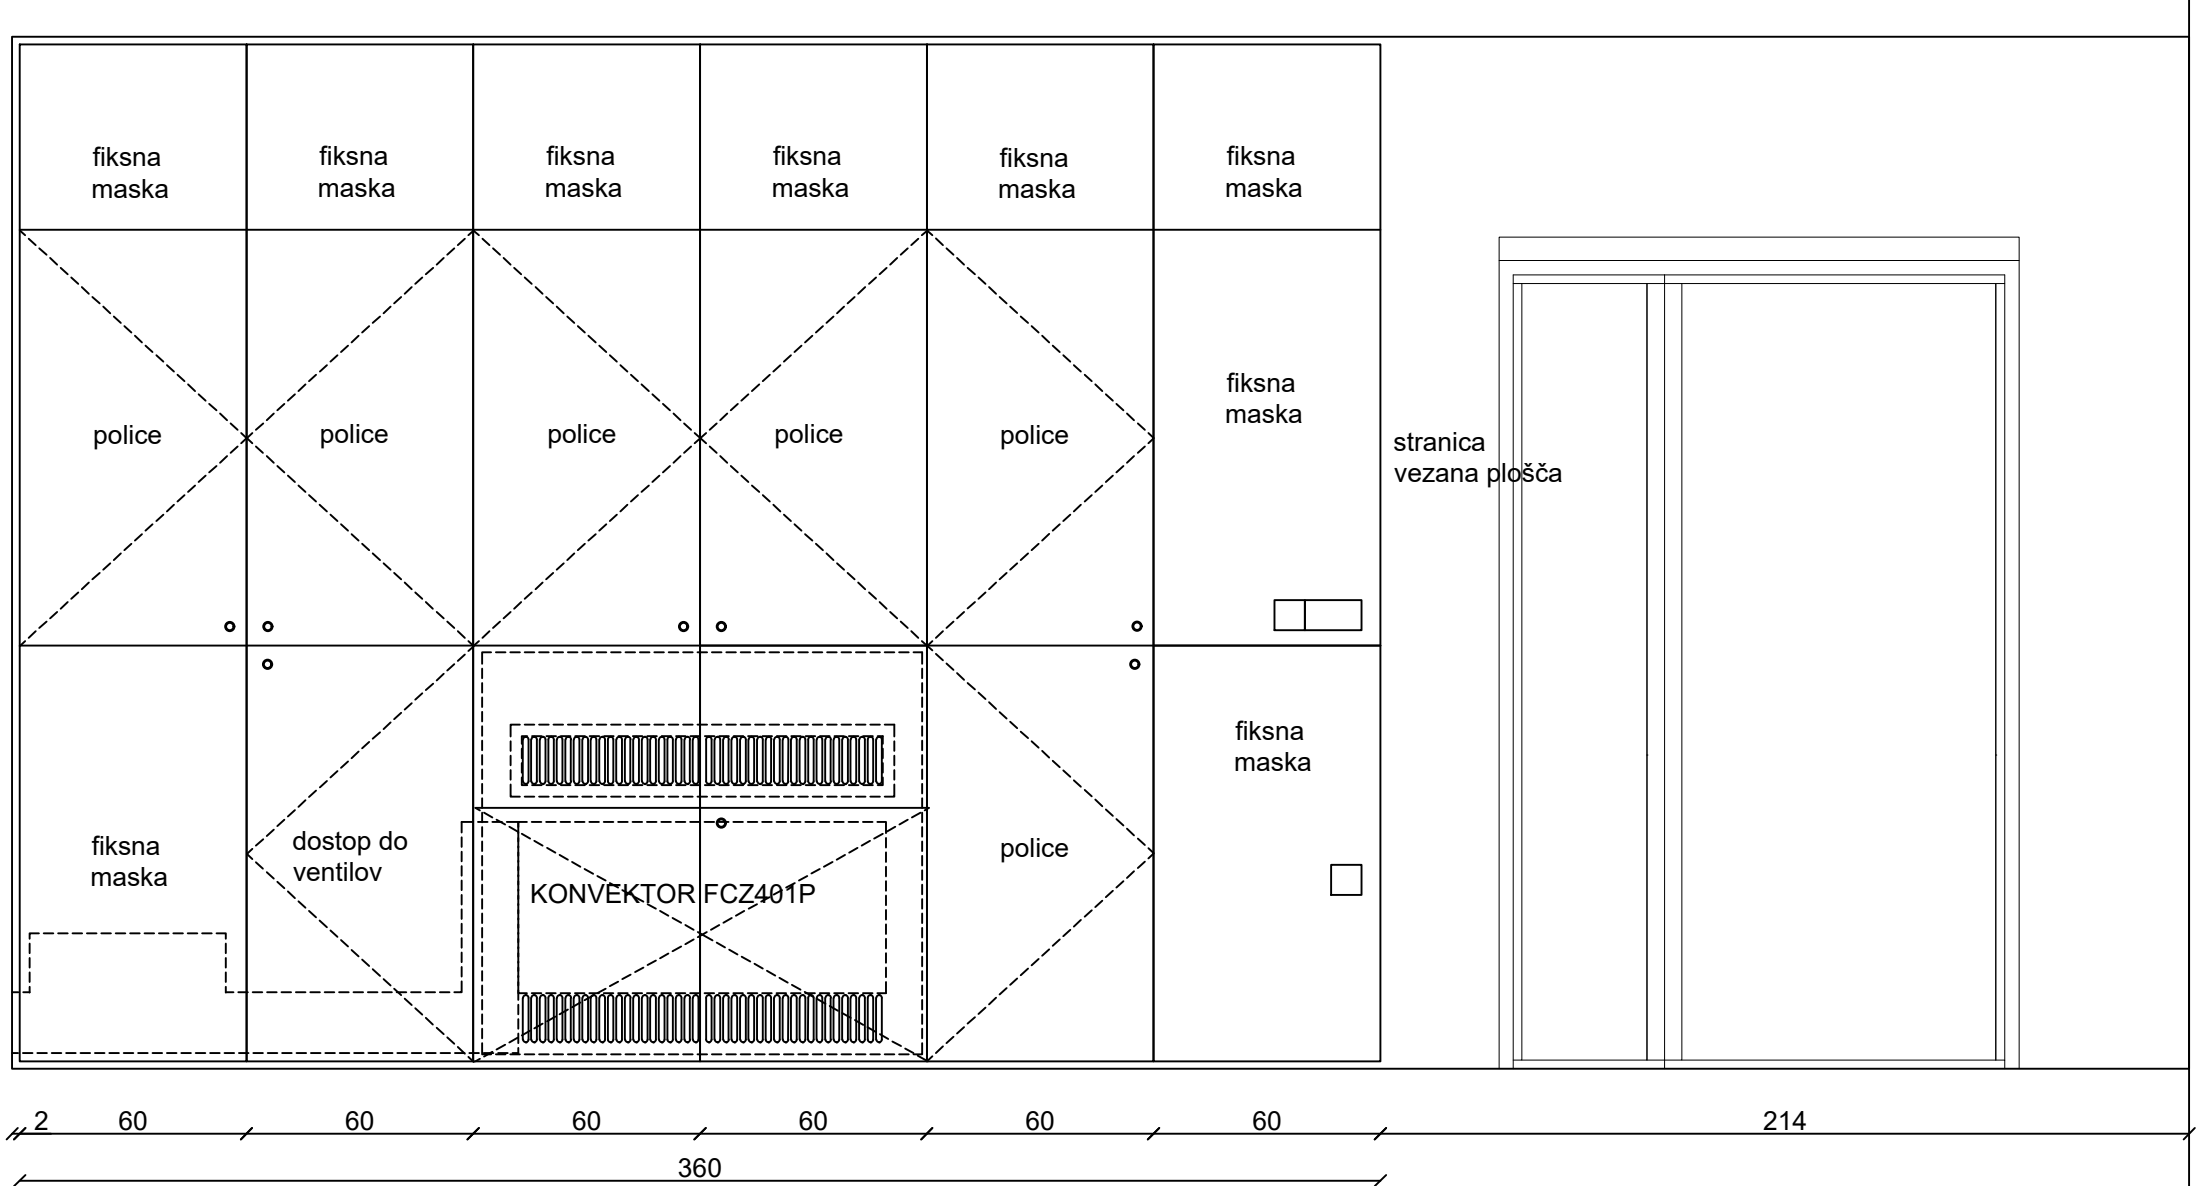 fiksna
maska
fiksna
maska
fiksna
maska
fiksna
maska
fiksna
maska
fiksna
maska
police
police
police
police
police
fiksna
maska
stranica
vezana plošča
fiksna
maska
dostop do
ventilov
KONVEKTOR FCZ401P
police
fiksna
maska
2
60
60
60
60
60
60
214
360